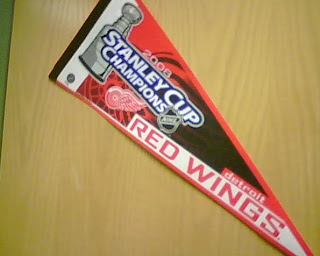 2008
STANLEY CUP
CHAMPIONS
detroit
RED WINGS